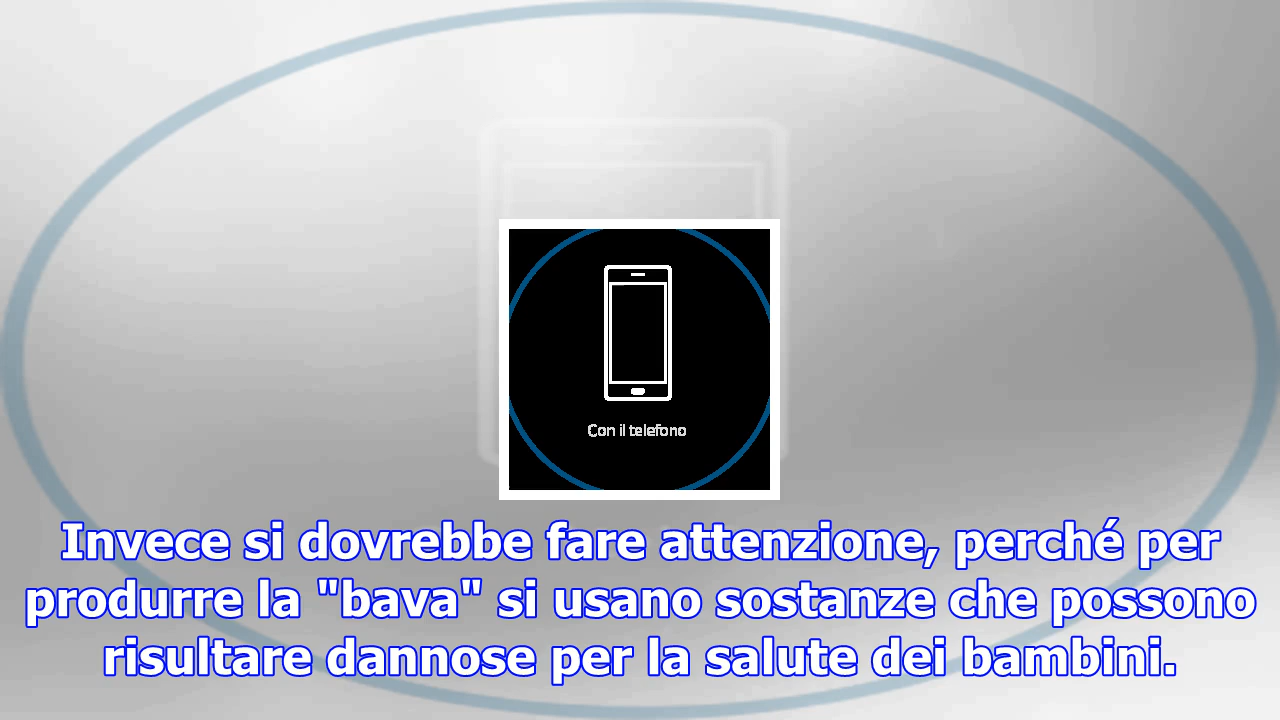 Con il telefono
Invece si dovrebbe fare attenzione, perché per
produrre la "bava" si usano sostanze che possono
risultare dannose per la salute dei bambini.